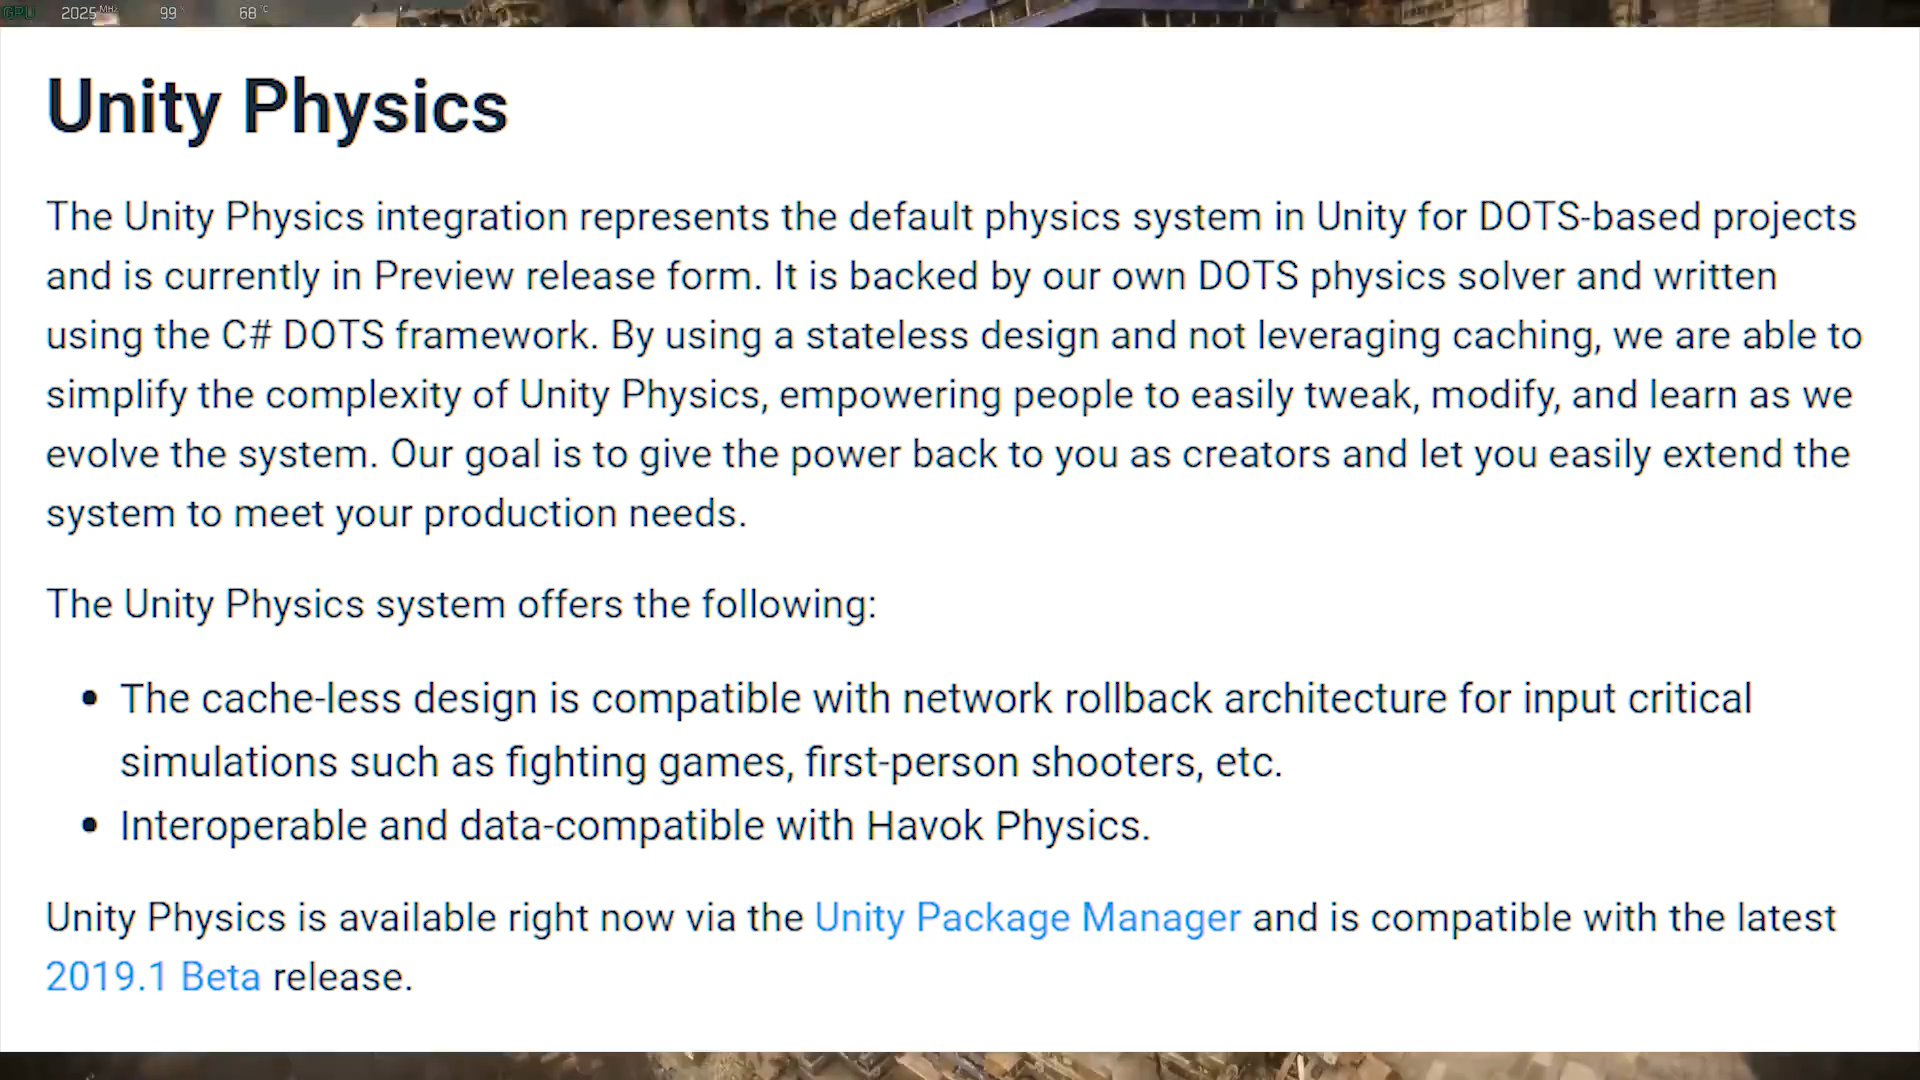 GPU 2025 MHz 99 68 °C
Unity Physics
The Unity Physics integration represents the default physics system in Unity for DOTS-based projects
and is currently in Preview release form. It is backed by our own DOTS physics solver and written
using the C# DOTS framework. By using a stateless design and not leveraging caching, we are able to
simplify the complexity of Unity Physics, empowering people to easily tweak, modify, and learn as we
evolve the system. Our goal is to give the power back to you as creators and let you easily extend the
system to meet your production needs.
The Unity Physics system offers the following:
• The cache-less design is compatible with network rollback architecture for input critical
simulations such as fighting games, first-person shooters, etc.
• Interoperable and data-compatible with Havok Physics.
Unity Physics is available right now via the Unity Package Manager and is compatible with the latest
2019.1 Beta release.